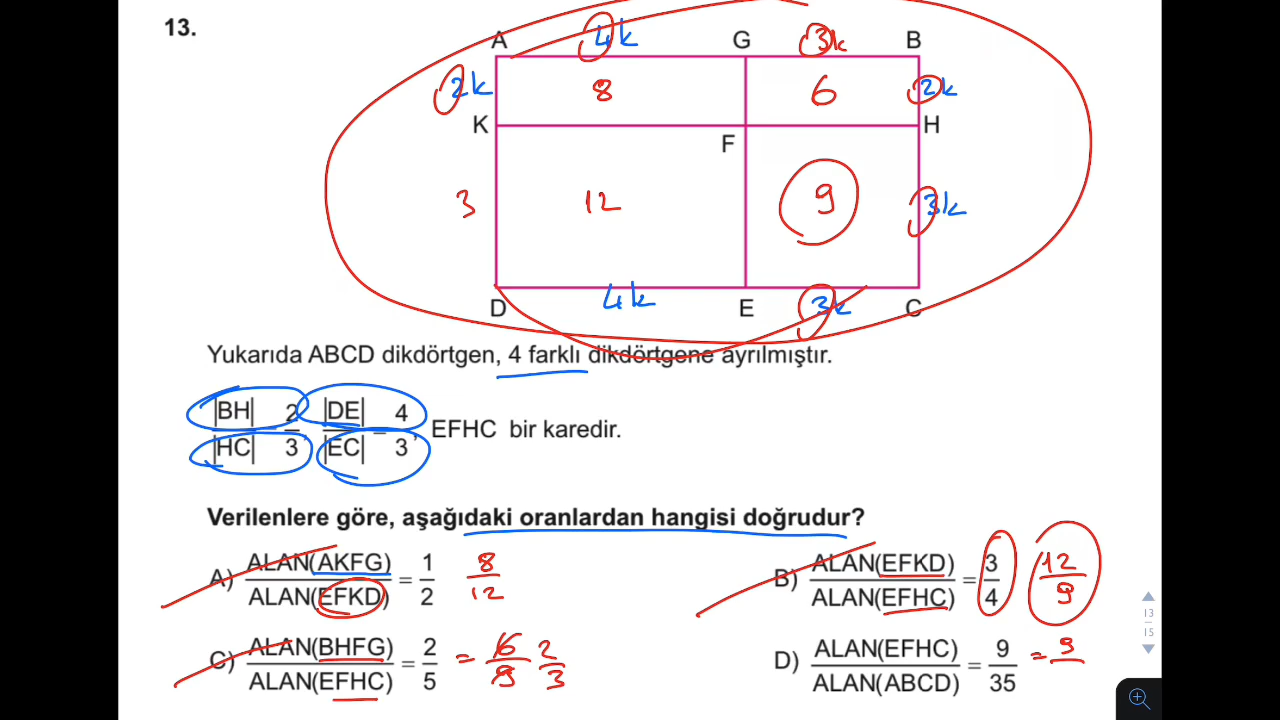 13.
A 4k G 3k B
2k 8 6 2k
K F H
3 12 9 3k
D 4k E 3k C
Yukarıda ABCD dikdörtgen, 4 farklı dikdörtgene ayrılmıştır.
|BH| 2 |DE| 4
|HC| 3, |EC| = 3, EFHC bir karedir.
Verilenlere göre, aşağıdaki oranlardan hangisi doğrudur?
A) ALAN(AKFG) / ALAN(EFKD) = 1/2 8/12
B) ALAN(EFKD) / ALAN(EFHC) = 3/4 12/9
C) ALAN(BHFG) / ALAN(EFHC) = 2/5 = 6/9 2/3
D) ALAN(EFHC) / ALAN(ABCD) = 9/35 = 9
13
15